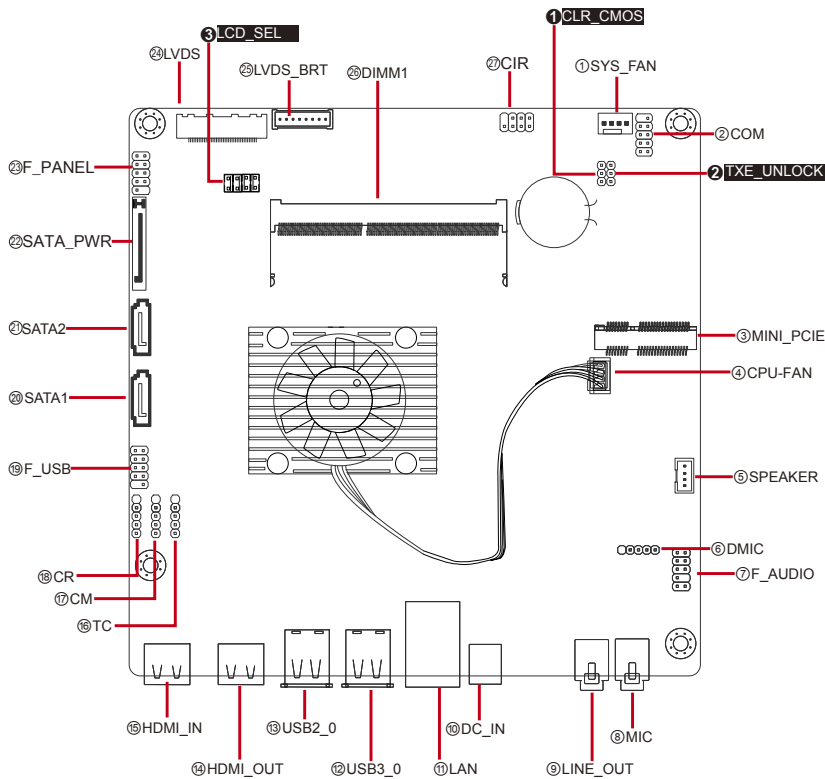 ❶CLR_CMOS
❸LCD_SEL
㉔LVDS
㉕LVDS_BRT
㉖DIMM1
㉗CIR
①SYS_FAN
②COM
㉓F_PANEL
❷TXE_UNLOCK
㉒SATA_PWR
㉑SATA2
③MINI_PCIE
④CPU-FAN
⑳SATA1
⑲F_USB
⑤SPEAKER
⑥DMIC
⑱CR
⑦F_AUDIO
⑰CM
⑯TC
⑮HDMI_IN
⑬USB2_0
⑩DC_IN
⑧MIC
⑭HDMI_OUT
⑫USB3_0
⑪LAN
⑨LINE_OUT